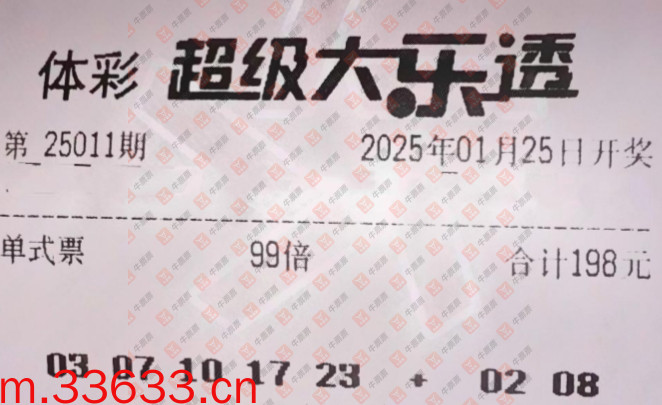 体彩 超级大乐透
第 25011期 2025年01月25日开奖
单式票 99倍 合计198元
03 07 10 17 23 + 02 08
m.33633.cn